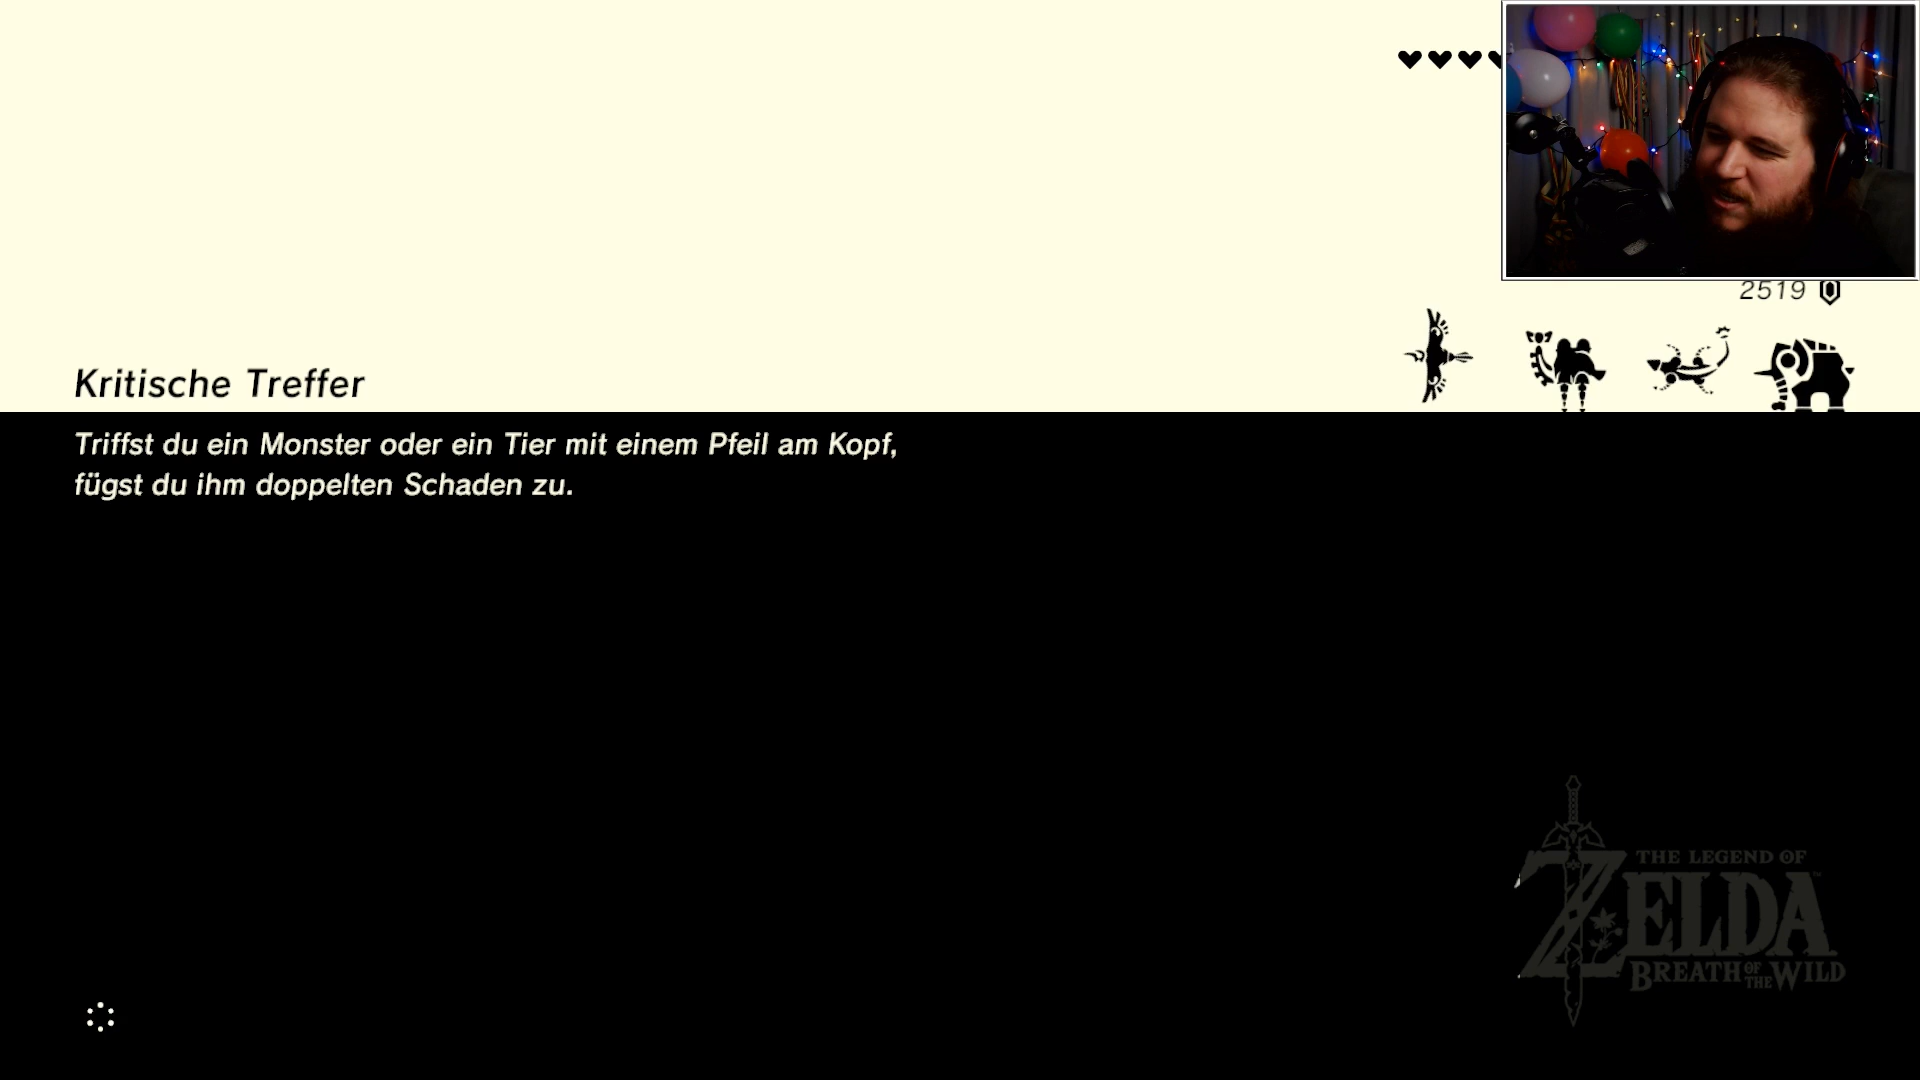 2519
Kritische Treffer
Triffst du ein Monster oder ein Tier mit einem Pfeil am Kopf,
fügst du ihm doppelten Schaden zu.
THE LEGEND OF
ZELDA
BREATH OF THE WILD